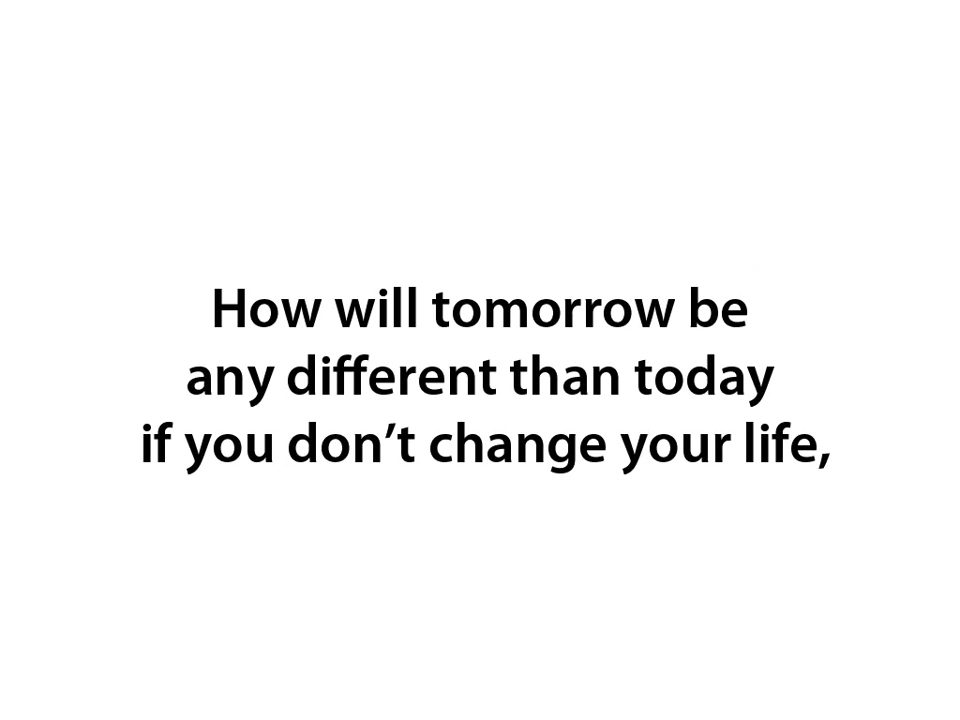 How will tomorrow be
any different than today
if you don’t change your life,